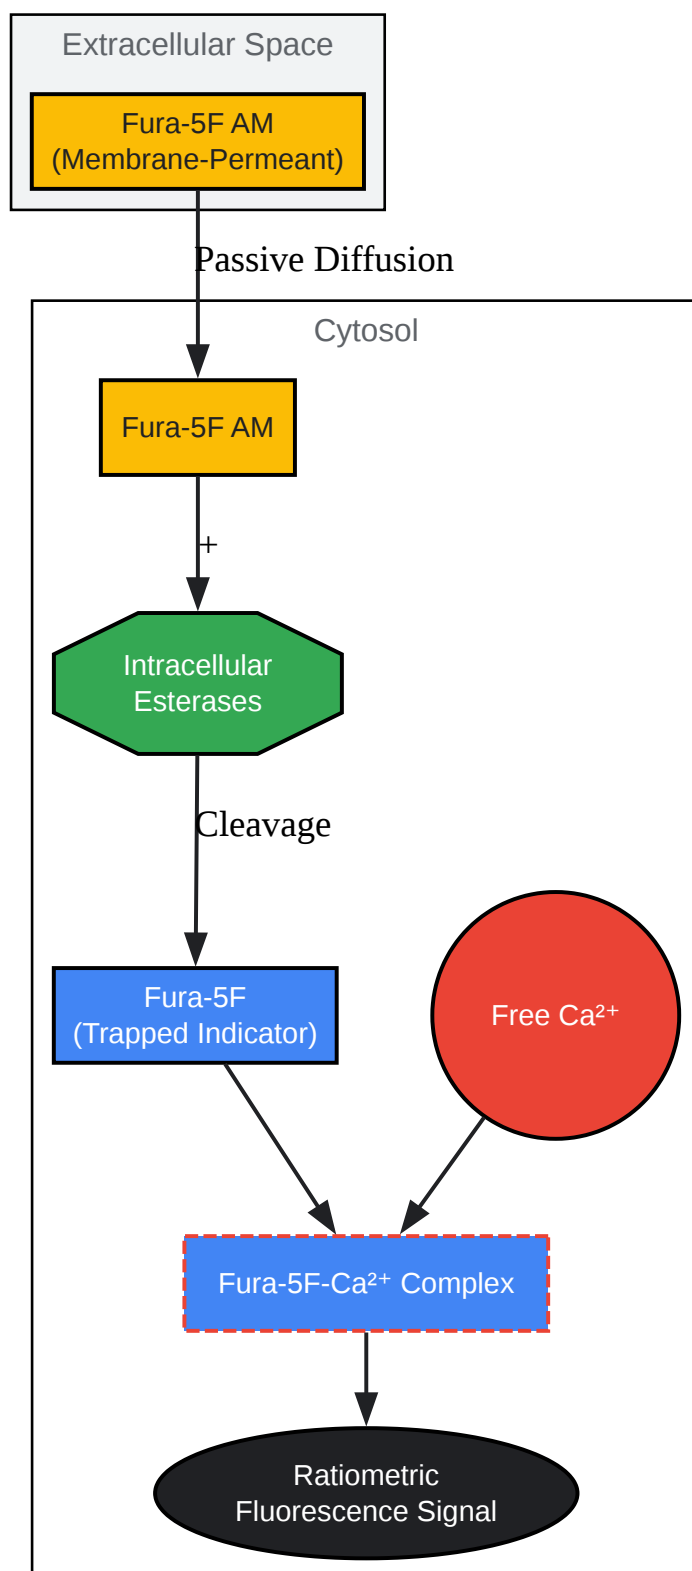 Extracellular Space
Fura-5F AM
(Membrane-Permeant)
Passive Diffusion
Cytosol
Fura-5F AM
+
Intracellular
Esterases
Cleavage
Fura-5F
(Trapped Indicator)
Free Ca²⁺
Fura-5F-Ca²⁺ Complex
Ratiometric
Fluorescence Signal